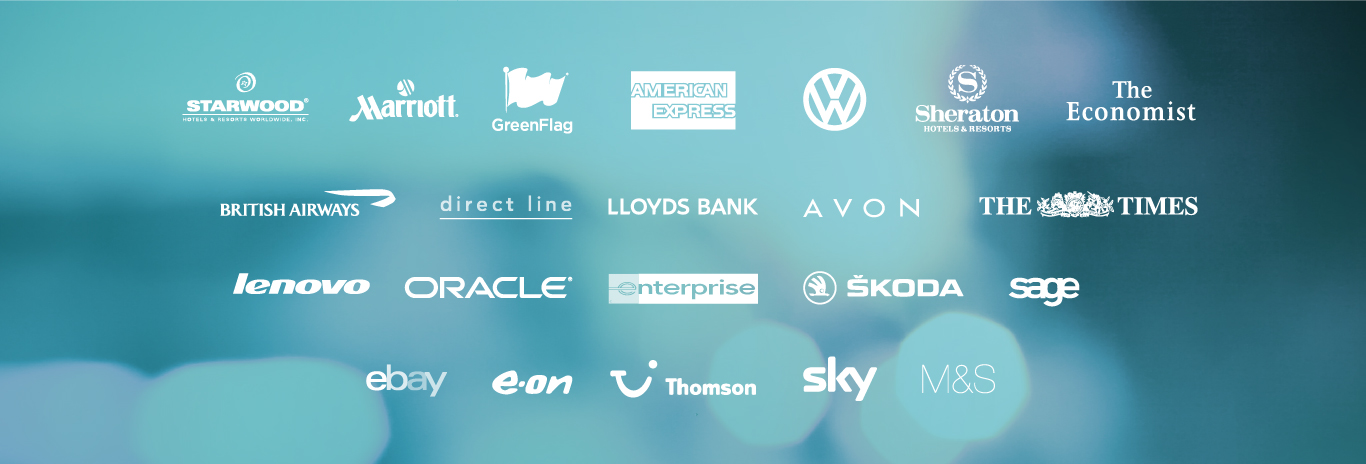 STARWOOD®
HOTELS & RESORTS WORLDWIDE, INC.
Marriott®
GreenFlag
AMERICAN
EXPRESS
VW
S
Sheraton
HOTELS & RESORTS
The
Economist
BRITISH AIRWAYS
direct line
LLOYDS BANK
AVON
THE TIMES
lenovo
ORACLE®
enterprise
ŠKODA
sage
ebay
e·on
Thomson
sky
M&S